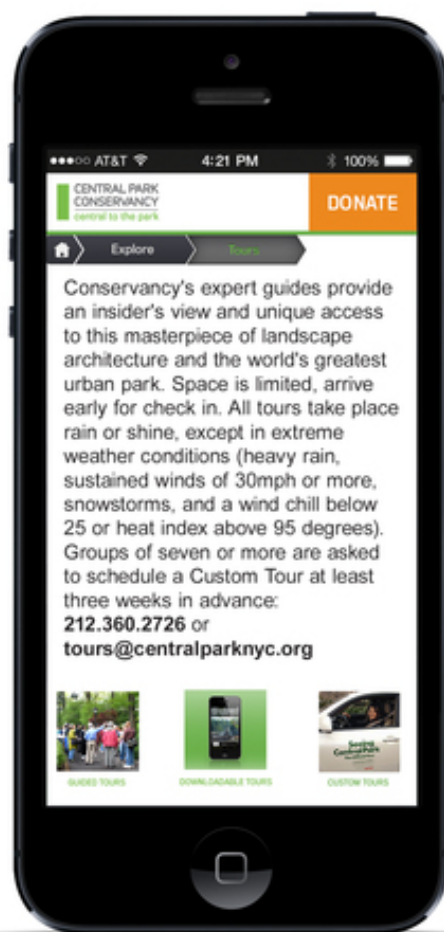 AT&T 4:21 PM 100%
CENTRAL PARK
CONSERVANCY
central to the park
DONATE
Explore Tours
Conservancy's expert guides provide
an insider's view and unique access
to this masterpiece of landscape
architecture and the world's greatest
urban park. Space is limited, arrive
early for check in. All tours take place
rain or shine, except in extreme
weather conditions (heavy rain,
sustained winds of 30mph or more,
snowstorms, and a wind chill below
25 or heat index above 95 degrees).
Groups of seven or more are asked
to schedule a Custom Tour at least
three weeks in advance:
212.360.2726 or
tours@centralparknyc.org
Seeing
Central Park
GUIDED TOURS DOWNLOADABLE TOURS CUSTOM TOURS